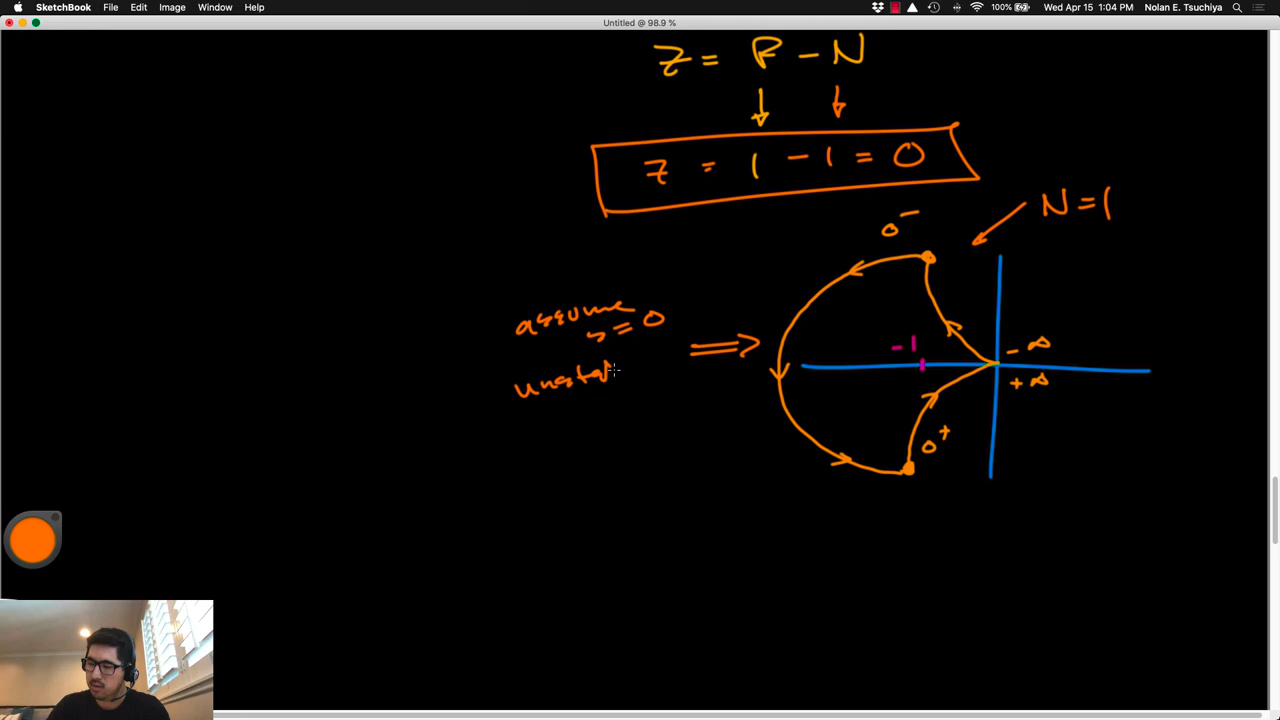 SketchBook File Edit Image Window Help
100% Wed Apr 15 1:04 PM Nolan E. Tsuchiya
Untitled @ 98.9 %
Z = P - N
Z = 1 - 1 = 0
N = 1
0-
assume
s = 0
-1
- ∞
unstab
+ ∞
0+